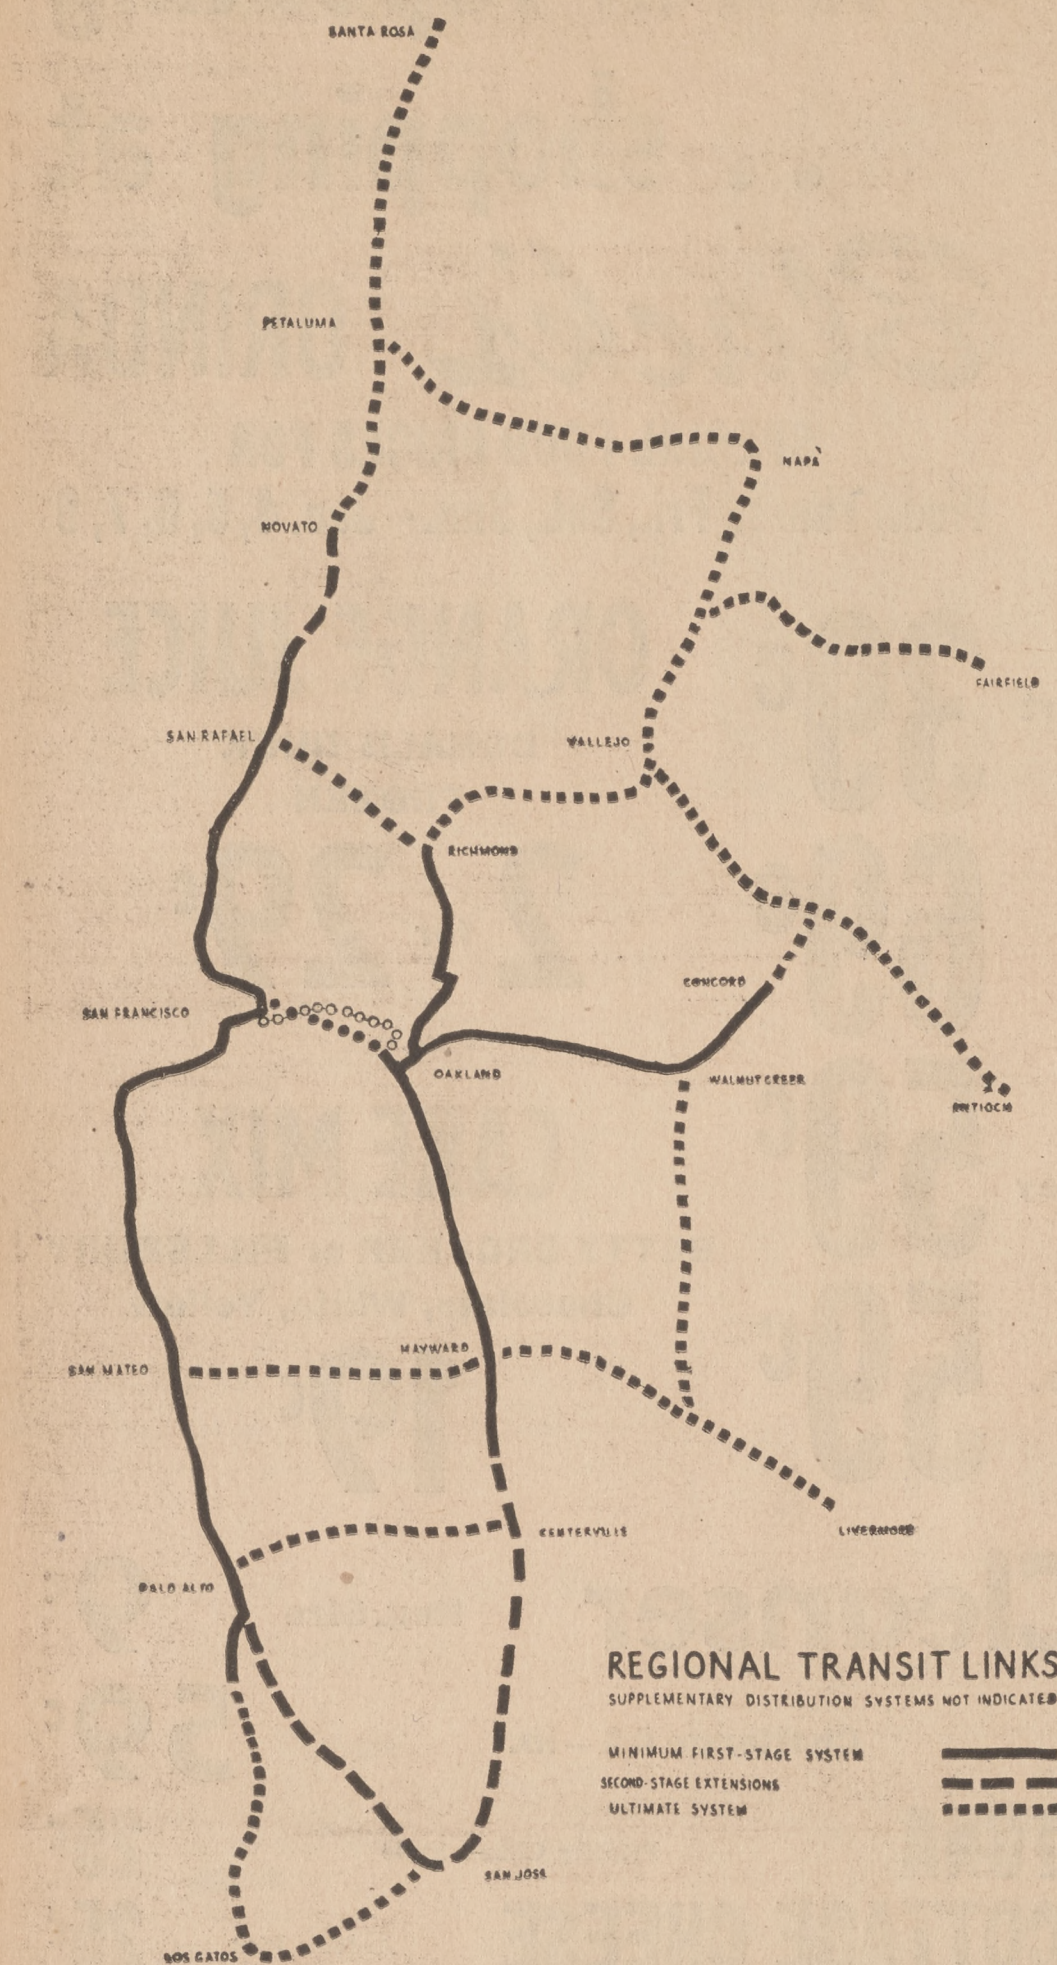 SANTA ROSA
PETALUMA
NAPA
NOVATO
FAIRFIELD
SAN RAFAEL
VALLEJO
RICHMOND
CONCORD
SAN FRANCISCO
OAKLAND
WALNUT CREEK
ANTIOCH
HAYWARD
SAN MATEO
CENTERVILLE
LIVERMORE
PALO ALTO
REGIONAL TRANSIT LINKS
SUPPLEMENTARY DISTRIBUTION SYSTEMS NOT INDICATED
MINIMUM FIRST-STAGE SYSTEM
SECOND-STAGE EXTENSIONS
ULTIMATE SYSTEM
SAN JOSE
LOS GATOS